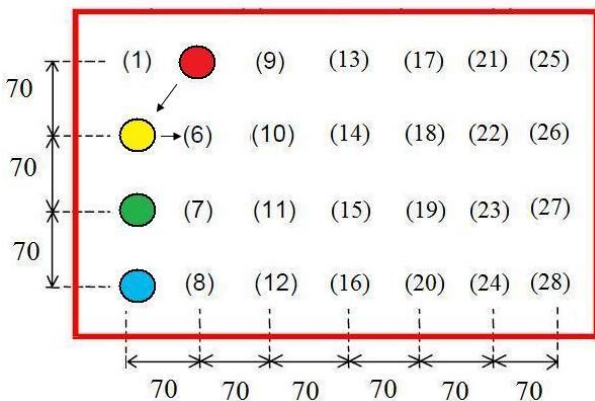 (1) (9) (13) (17) (21) (25)
70
(6) (10) (14) (18) (22) (26)
70
(7) (11) (15) (19) (23) (27)
70
(8) (12) (16) (20) (24) (28)
70 70 70 70 70 70